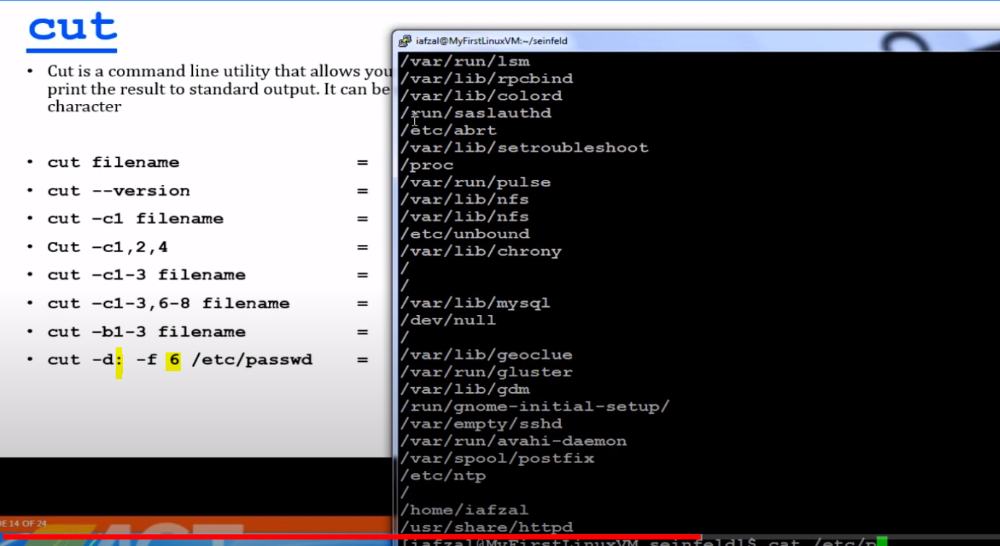 cut
• Cut is a command line utility that allows you
print the result to standard output. It can be
character
• cut filename =
• cut --version =
• cut –c1 filename =
• Cut –c1,2,4 =
• cut –c1-3 filename =
• cut –c1-3,6-8 filename =
• cut –b1-3 filename =
• cut -d: -f 6 /etc/passwd =
iafzal@MyFirstLinuxVM:~/seinfeld
/var/run/lsm
/var/lib/rpcbind
/var/lib/colord
/run/saslauthd
/etc/abrt
/var/lib/setroubleshoot
/proc
/var/run/pulse
/var/lib/nfs
/var/lib/nfs
/etc/unbound
/var/lib/chrony
/
/
/var/lib/mysql
/dev/null
/
/var/lib/geoclue
/var/run/gluster
/var/lib/gdm
/run/gnome-initial-setup/
/var/empty/sshd
/var/run/avahi-daemon
/var/spool/postfix
/etc/ntp
/
/home/iafzal
/usr/share/httpd
[iafzal@MyFirstLinuxVM seinfeld]$ cat /etc/p
DE 14 OF 24